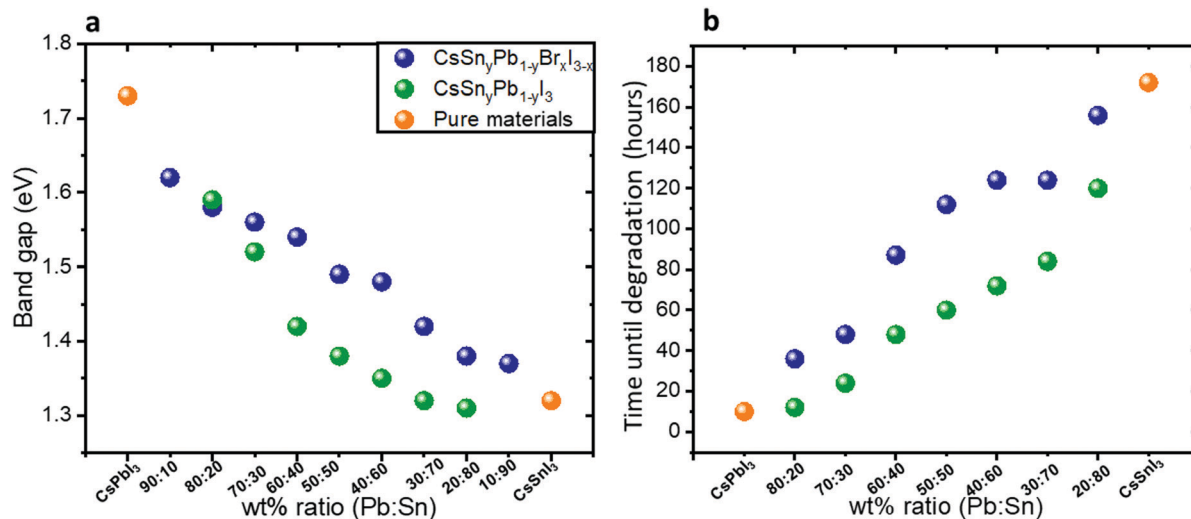 a
Band gap (eV)
1.8
1.7
1.6
1.5
1.4
1.3
CsSnyPb1-yBrxI3-x
CsSnyPb1-yI3
Pure materials
CsPbI3
90:10
80:20
70:30
60:40
50:50
40:60
30:70
20:80
10:90
CsSnI3
wt% ratio (Pb:Sn)
b
Time until degradation (hours)
180
160
140
120
100
80
60
40
20
0
CsPbI3
80:20
70:30
60:40
50:50
40:60
30:70
20:80
CsSnI3
wt% ratio (Pb:Sn)